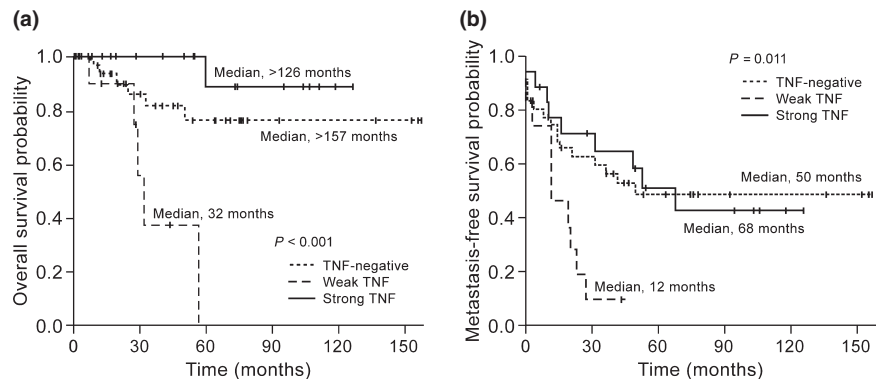 (a)
Overall survival probability
1.0
0.8
0.6
0.4
0.2
0.0
Median, >126 months
Median, >157 months
Median, 32 months
P < 0.001
TNF-negative
Weak TNF
Strong TNF
0 30 60 90 120 150
Time (months)
(b)
Metastasis-free survival probability
1.0
0.8
0.6
0.4
0.2
0.0
P = 0.011
TNF-negative
Weak TNF
Strong TNF
Median, 50 months
Median, 68 months
Median, 12 months
0 30 60 90 120 150
Time (months)